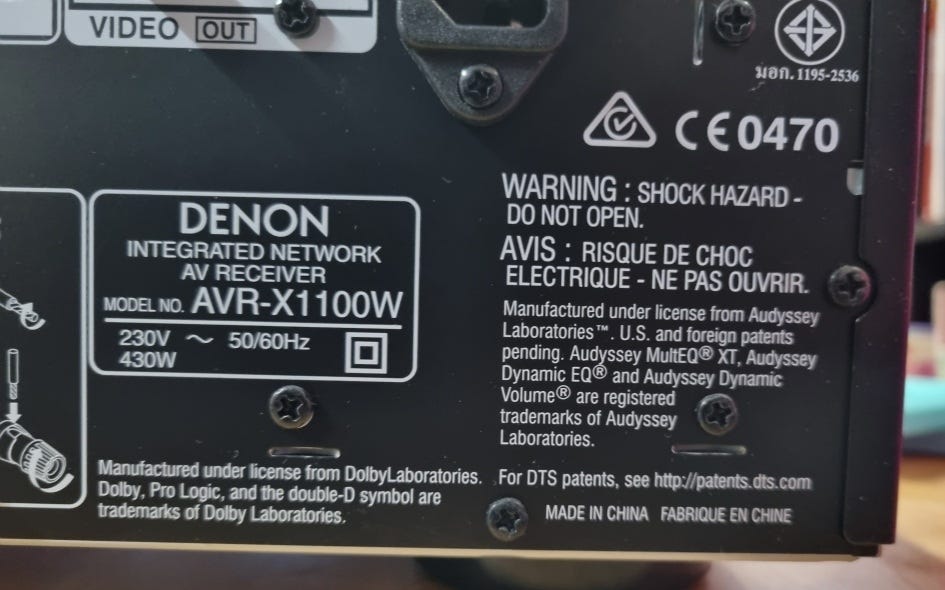 VIDEO OUT
มอก. 1195-2536
CE 0470
DENON
INTEGRATED NETWORK
AV RECEIVER
MODEL NO. AVR-X1100W
230V ～ 50/60Hz
430W
WARNING : SHOCK HAZARD -
DO NOT OPEN.
AVIS : RISQUE DE CHOC
ELECTRIQUE - NE PAS OUVRIR.
Manufactured under license from Audyssey
Laboratories™. U.S. and foreign patents
pending. Audyssey MultEQ® XT, Audyssey
Dynamic EQ® and Audyssey Dynamic
Volume® are registered
trademarks of Audyssey
Laboratories.
Manufactured under license from DolbyLaboratories.
Dolby, Pro Logic, and the double-D symbol are
trademarks of Dolby Laboratories.
For DTS patents, see http://patents.dts.com
MADE IN CHINA FABRIQUE EN CHINE